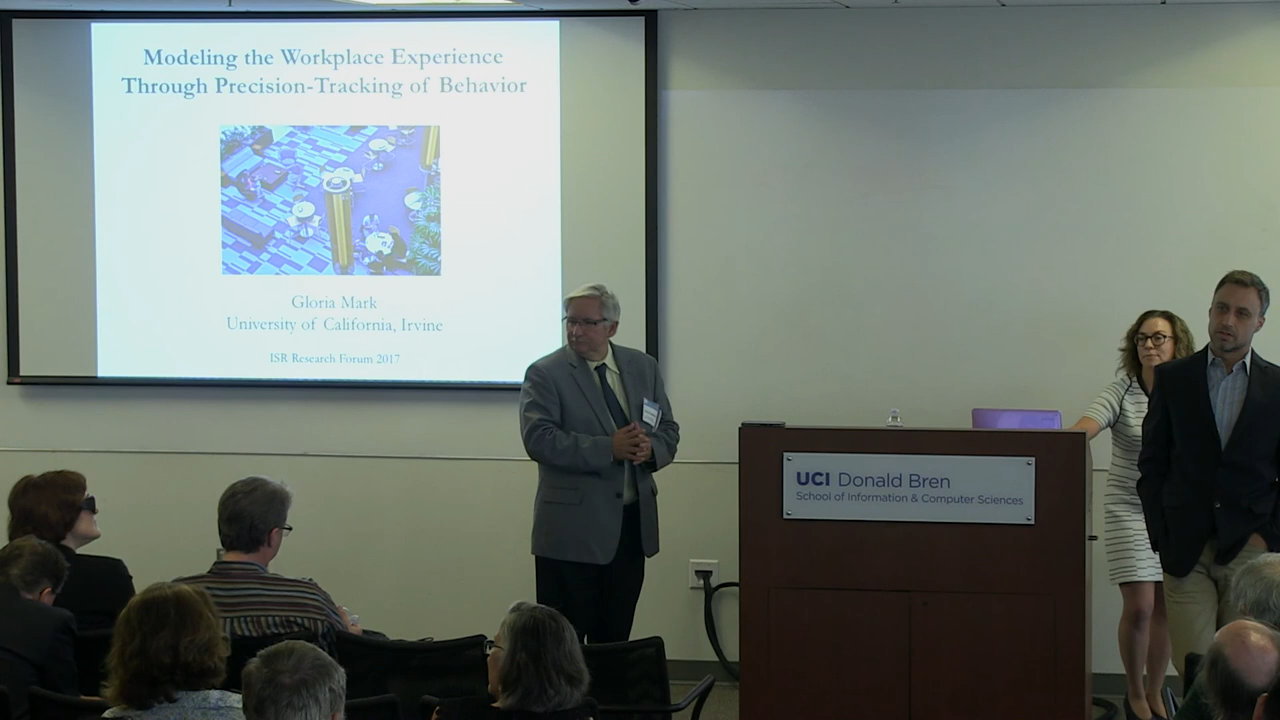 Modeling the Workplace Experience
Through Precision-Tracking of Behavior
Gloria Mark
University of California, Irvine
ISR Research Forum 2017
UCI Donald Bren
School of Information & Computer Sciences